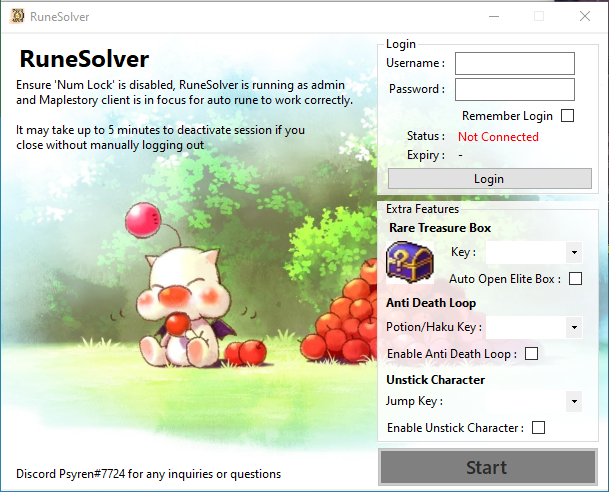 RuneSolver
RuneSolver
Ensure 'Num Lock' is disabled, RuneSolver is running as admin
and Maplestory client is in focus for auto rune to work correctly.
It may take up to 5 minutes to deactivate session if you
close without manually logging out
Login
Username :
Password :
Remember Login
Status : Not Connected
Expiry : -
Login
Extra Features
Rare Treasure Box
Key :
Auto Open Elite Box :
Anti Death Loop
Potion/Haku Key :
Enable Anti Death Loop :
Unstick Character
Jump Key :
Enable Unstick Character :
Discord Psyren#7724 for any inquiries or questions
Start